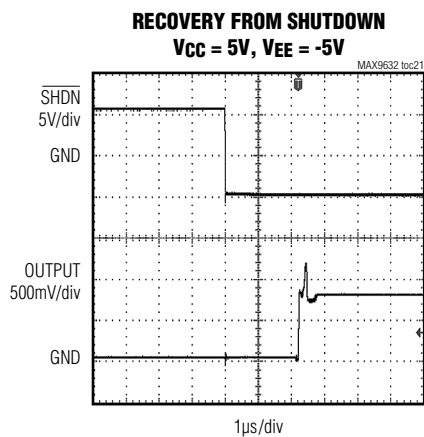 RECOVERY FROM SHUTDOWN
VCC = 5V, VEE = -5V
MAX9632 toc21
SHDN
5V/div
GND
OUTPUT
500mV/div
GND
1µs/div